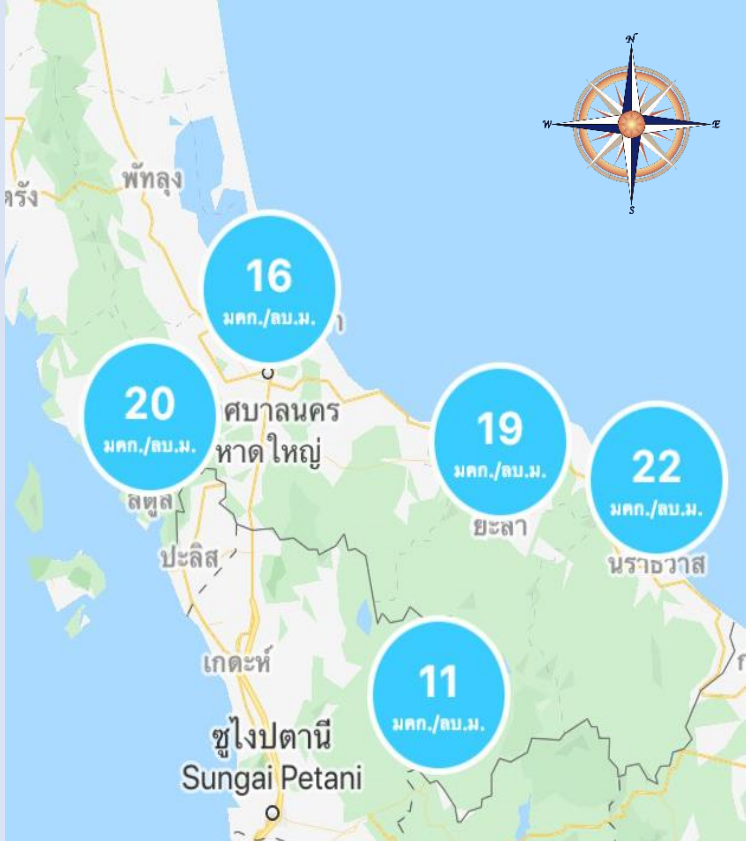 N
W
E
S
พัทลุง
ตรัง
16
มคก./ลบ.ม.
20
มคก./ลบ.ม.
ศบาลนคร
หาดใหญ่
19
มคก./ลบ.ม.
22
มคก./ลบ.ม.
สตูล
ยะลา
ปะลิส
นราธิวาส
เกดะห์
11
มคก./ลบ.ม.
ซูไงปตานี
Sungai Petani